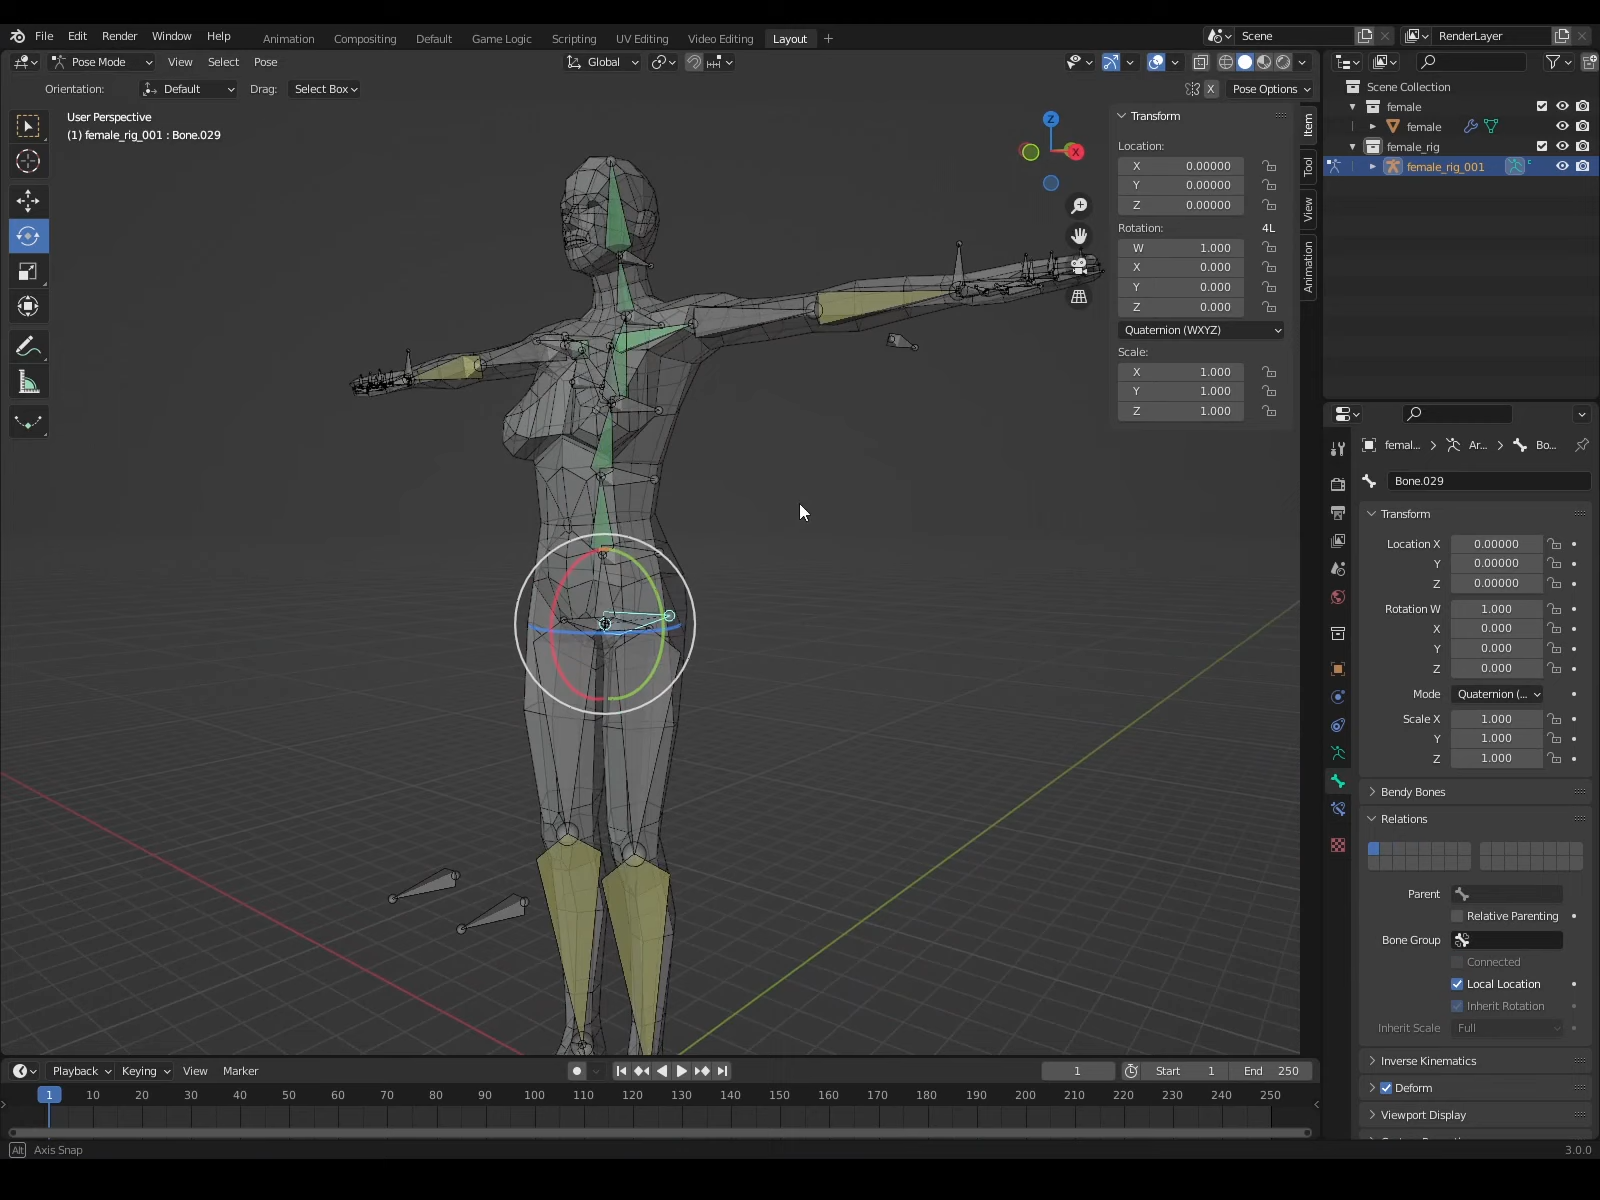 File Edit Render Window Help Animation Compositing Default Game Logic Scripting UV Editing Video Editing Layout + Scene RenderLayer
Pose Mode View Select Pose Global Pose Options
Orientation: Default Drag: Select Box X Pose Options
User Perspective
(1) female_rig_001 : Bone.029
Z
X
Transform
Location:
X 0.00000
Y 0.00000
Z 0.00000
Rotation: 4L
W 1.000
X 0.000
Y 0.000
Z 0.000
Quaternion (WXYZ)
Scale:
X 1.000
Y 1.000
Z 1.000
Item
Tool
View
Animation
Scene Collection
female
female
female_rig
female_rig_001
femal... > Ar... > Bo...
Bone.029
Transform
Location X 0.00000
Y 0.00000
Z 0.00000
Rotation W 1.000
X 0.000
Y 0.000
Z 0.000
Mode Quaternion (...
Scale X 1.000
Y 1.000
Z 1.000
Bendy Bones
Relations
Parent
Relative Parenting
Bone Group
Connected
Local Location
Inherit Rotation
Inherit Scale Full
Inverse Kinematics
Deform
Viewport Display
Playback Keying View Marker 1 Start 1 End 250
1 10 20 30 40 50 60 70 80 90 100 110 120 130 140 150 160 170 180 190 200 210 220 230 240 250
Alt Axis Snap 3.0.0